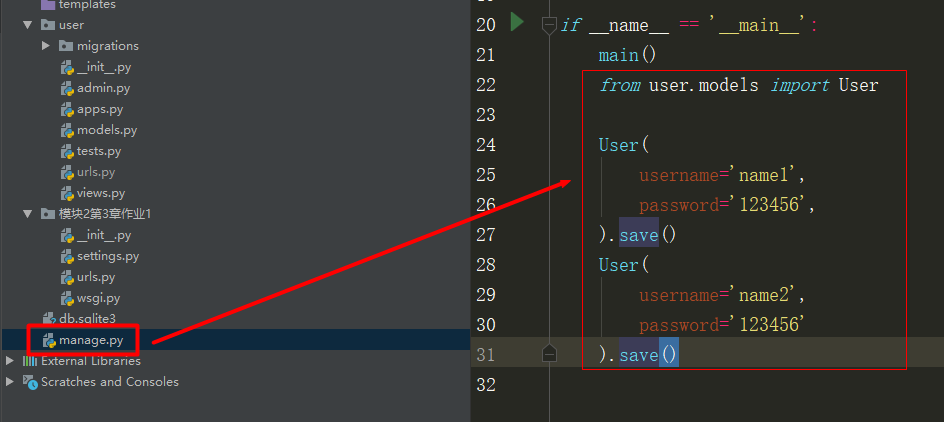 templates
user
migrations
__init__.py
admin.py
apps.py
models.py
tests.py
urls.py
views.py
模块2第3章作业1
__init__.py
settings.py
urls.py
wsgi.py
db.sqlite3
manage.py
External Libraries
Scratches and Consoles
20 if __name__ == '__main__':
21 main()
22 from user.models import User
23
24 User(
25 username='name1',
26 password='123456',
27 ).save()
28 User(
29 username='name2',
30 password='123456'
31 ).save()
32